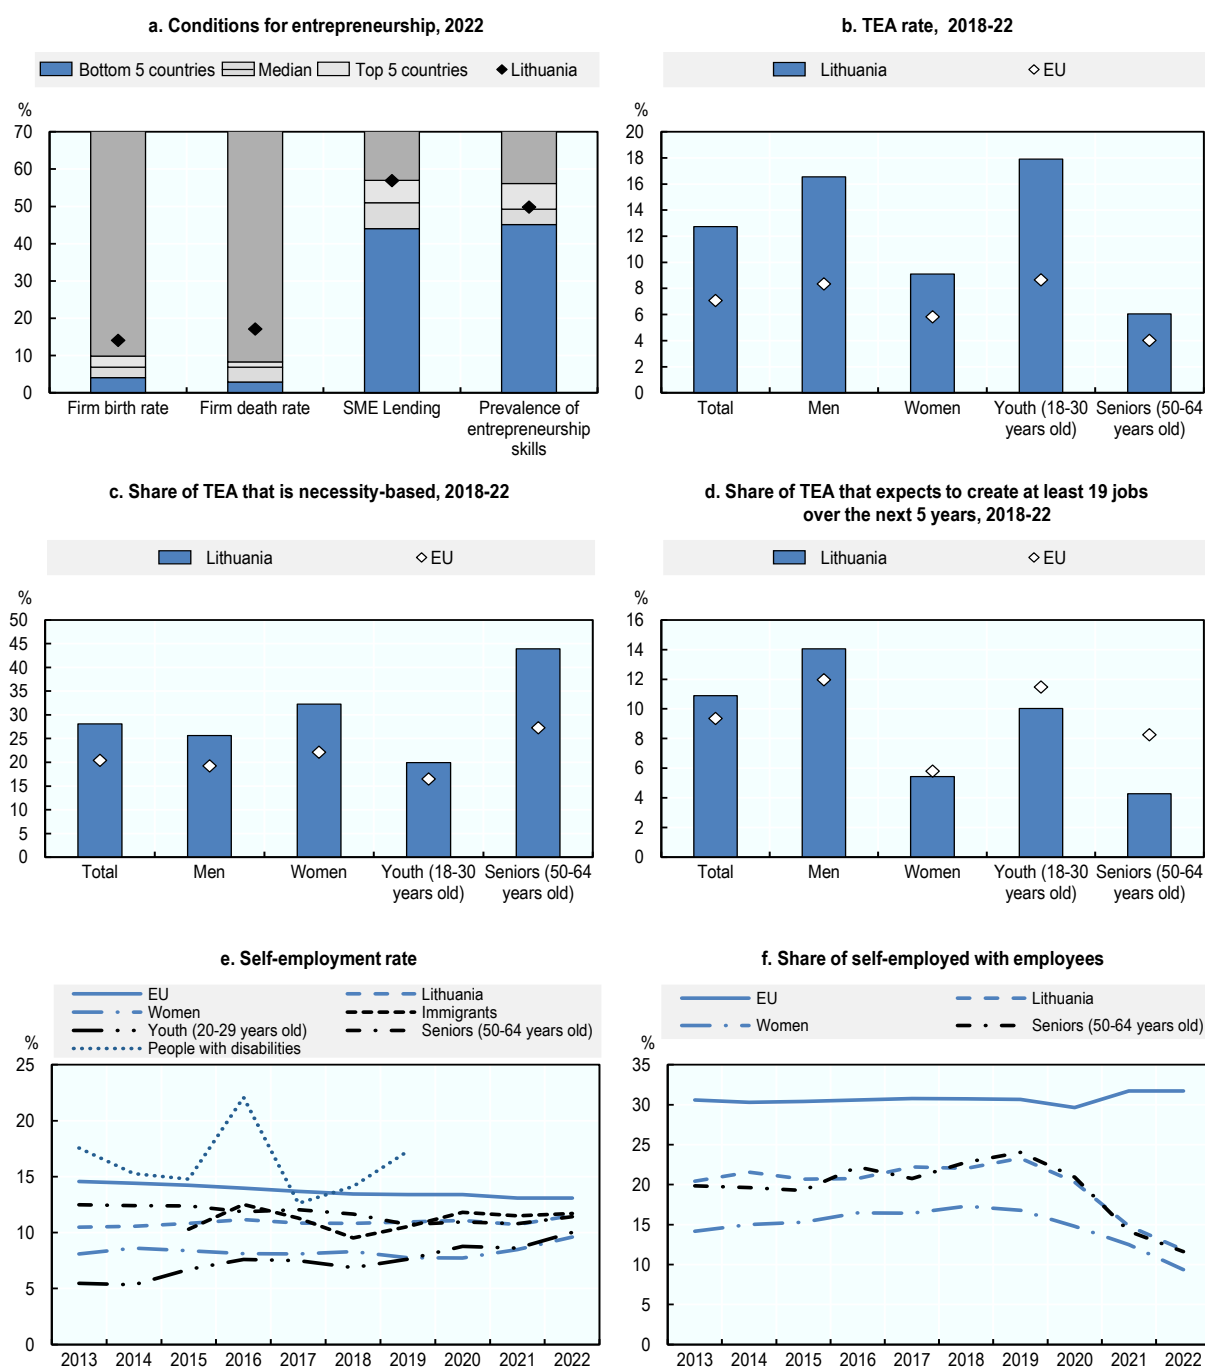 a. Conditions for entrepreneurship, 2022
Bottom 5 countries
Median
Top 5 countries
Lithuania
%
70
60
50
40
30
20
10
0
Firm birth rate
Firm death rate
SME Lending
Prevalence of
entrepreneurship
skills
b. TEA rate, 2018-22
Lithuania
EU
%
20
18
16
14
12
10
8
6
4
2
0
Total
Men
Women
Youth (18-30
years old)
Seniors (50-64
years old)
c. Share of TEA that is necessity-based, 2018-22
Lithuania
EU
%
50
45
40
35
30
25
20
15
10
5
0
Total
Men
Women
Youth (18-30
years old)
Seniors (50-64
years old)
d. Share of TEA that expects to create at least 19 jobs
over the next 5 years, 2018-22
Lithuania
EU
%
16
14
12
10
8
6
4
2
0
Total
Men
Women
Youth (18-30
years old)
Seniors (50-64
years old)
e. Self-employment rate
EU
Lithuania
Women
Immigrants
Youth (20-29 years old)
Seniors (50-64 years old)
People with disabilities
%
25
20
15
10
5
0
2013 2014 2015 2016 2017 2018 2019 2020 2021 2022
f. Share of self-employed with employees
EU
Lithuania
Women
Seniors (50-64 years old)
%
35
30
25
20
15
10
5
0
2013 2014 2015 2016 2017 2018 2019 2020 2021 2022